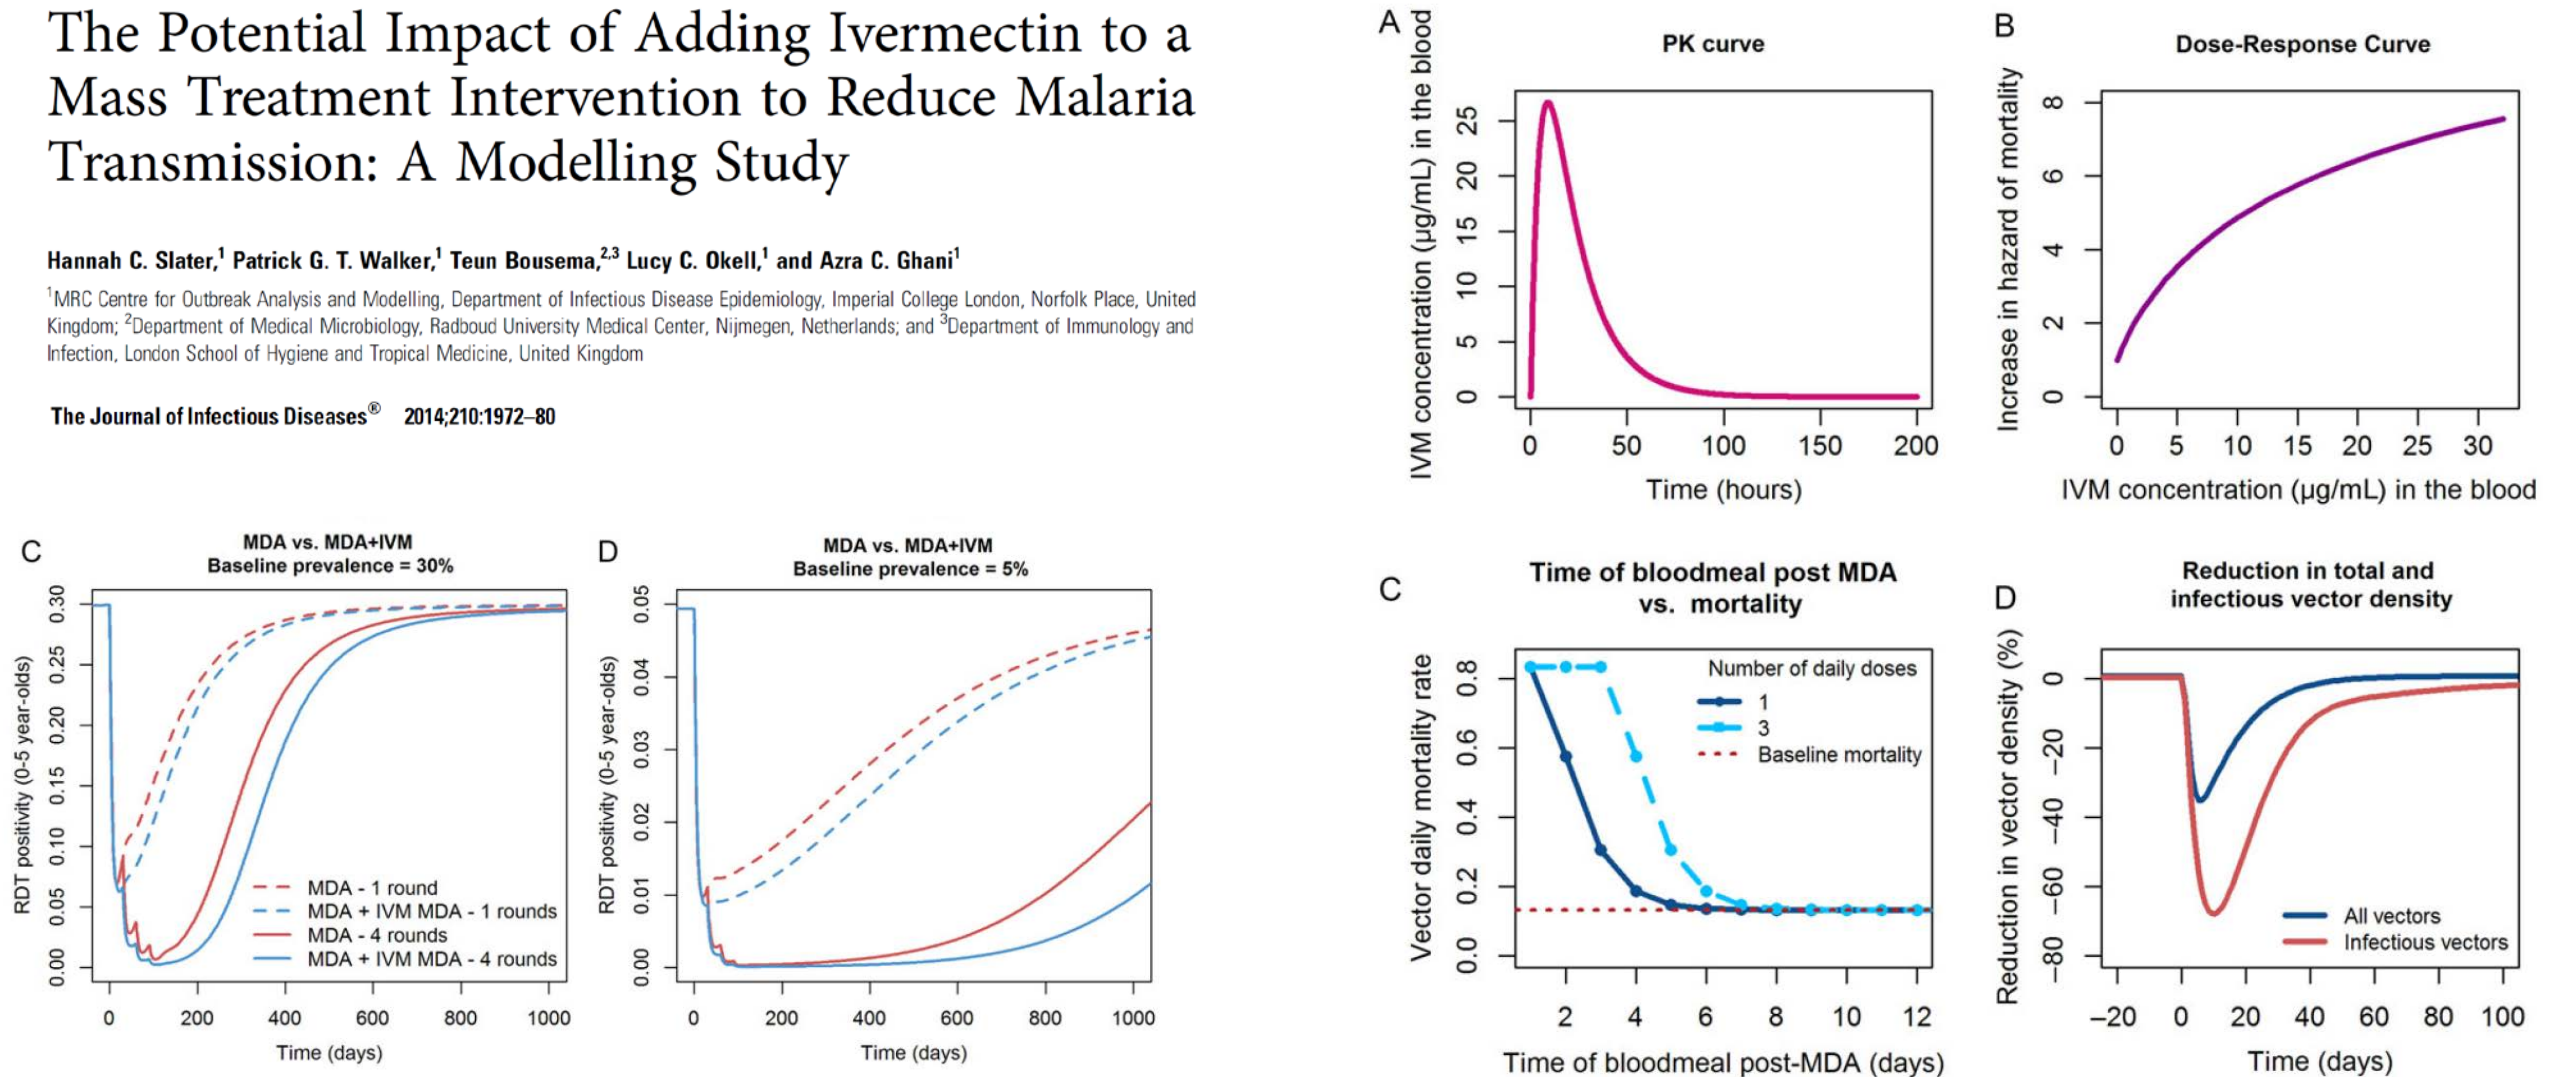 The Potential Impact of Adding Ivermectin to a
Mass Treatment Intervention to Reduce Malaria
Transmission: A Modelling Study
Hannah C. Slater,1 Patrick G. T. Walker,1 Teun Bousema,2,3 Lucy C. Okell,1 and Azra C. Ghani1
1MRC Centre for Outbreak Analysis and Modelling, Department of Infectious Disease Epidemiology, Imperial College London, Norfolk Place, United
Kingdom; 2Department of Medical Microbiology, Radboud University Medical Center, Nijmegen, Netherlands; and 3Department of Immunology and
Infection, London School of Hygiene and Tropical Medicine, United Kingdom
The Journal of Infectious Diseases® 2014;210:1972–80
A
PK curve
IVM concentration (µg/mL) in the blood
25
20
15
10
5
0
0 50 100 150 200
Time (hours)
B
Dose-Response Curve
Increase in hazard of mortality
8
6
4
2
0
0 5 10 15 20 25 30
IVM concentration (µg/mL) in the blood
C
MDA vs. MDA+IVM
Baseline prevalence = 30%
RDT positivity (0-5 year-olds)
0.30
0.25
0.20
0.15
0.10
0.05
0.00
MDA - 1 round
MDA + IVM MDA - 1 rounds
MDA - 4 rounds
MDA + IVM MDA - 4 rounds
0 200 400 600 800 1000
Time (days)
D
MDA vs. MDA+IVM
Baseline prevalence = 5%
RDT positivity (0-5 year-olds)
0.05
0.04
0.03
0.02
0.01
0.00
0 200 400 600 800 1000
Time (days)
C
Time of bloodmeal post MDA
vs. mortality
Vector daily mortality rate
0.8
0.6
0.4
0.2
0.0
Number of daily doses
1
3
Baseline mortality
2 4 6 8 10 12
Time of bloodmeal post-MDA (days)
D
Reduction in total and
infectious vector density
Reduction in vector density (%)
0
−20
−40
−60
−80
All vectors
Infectious vectors
−20 0 20 40 60 80 100
Time (days)